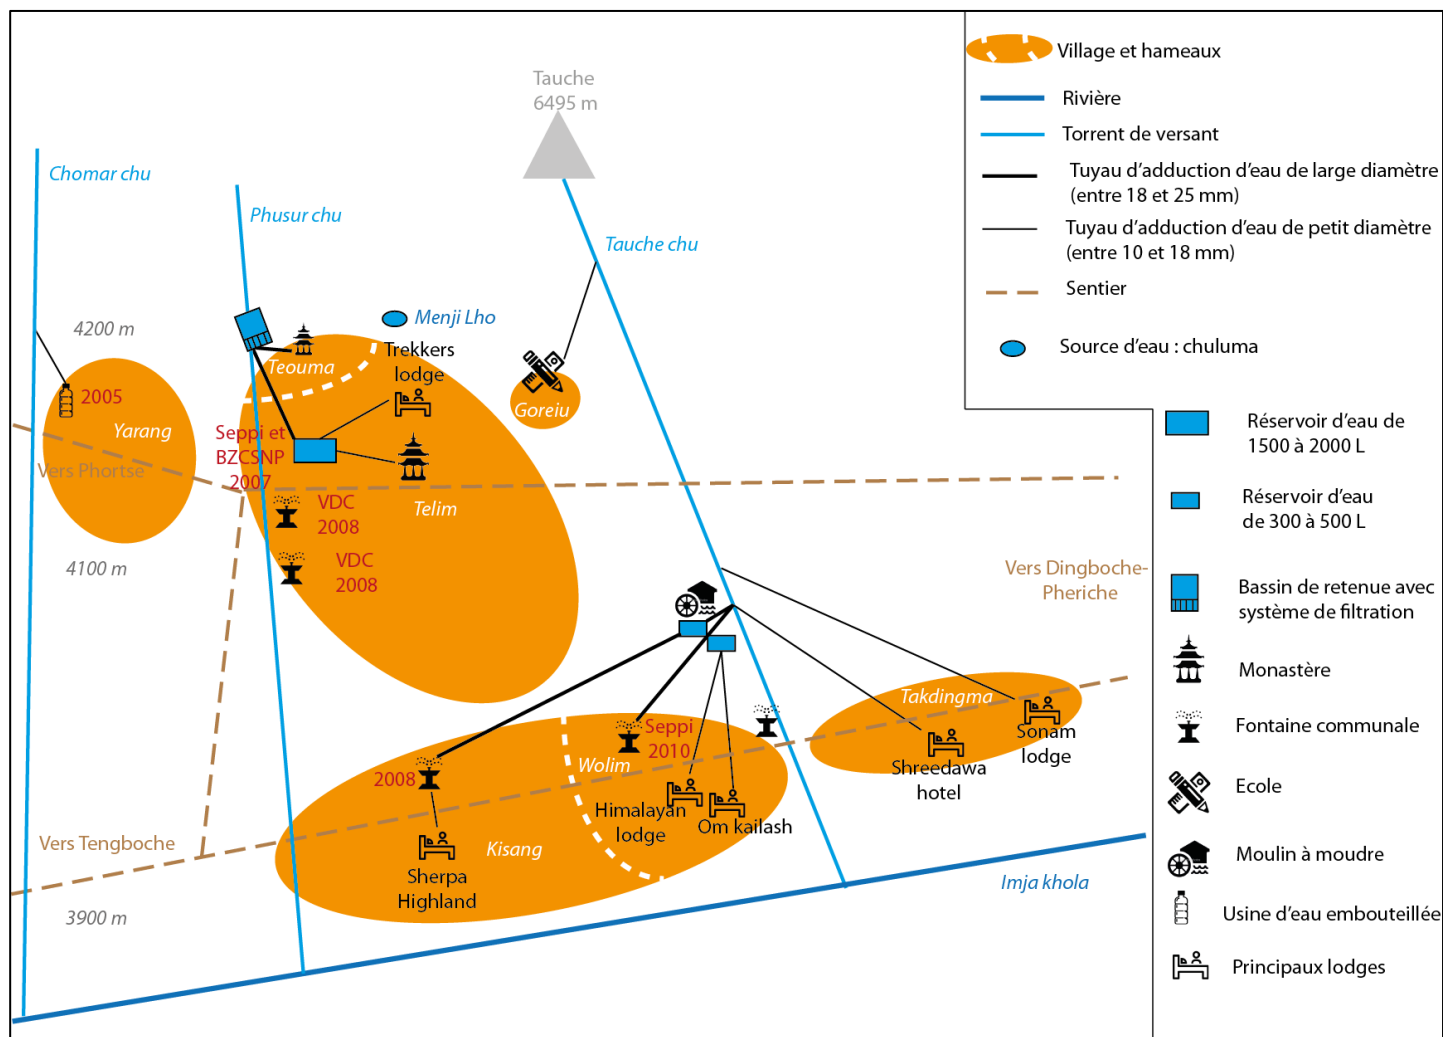 Tauche
6495 m
Chomar chu
Phusur chu
Tauche chu
4200 m
Menji Lho
Trekkers
lodge
Teouma
2005
Yarang
Goreiu
Seppi et
BZCSNP
2007
Vers Phortse
VDC
2008
Telim
VDC
2008
4100 m
Vers Dingboche-
Pheriche
Takdingma
Sonam
lodge
Shreedawa
hotel
Seppi
2010
Wolim
2008
Himalayan
lodge
Om kailash
Vers Tengboche
Kisang
Sherpa
Highland
Imja khola
3900 m
Village et hameaux
Rivière
Torrent de versant
Tuyau d'adduction d'eau de large diamètre
(entre 18 et 25 mm)
Tuyau d'adduction d'eau de petit diamètre
(entre 10 et 18 mm)
Sentier
Source d'eau : chuluma
Réservoir d'eau de
1500 à 2000 L
Réservoir d'eau
de 300 à 500 L
Bassin de retenue avec
système de filtration
Monastère
Fontaine communale
Ecole
Moulin à moudre
Usine d'eau embouteillée
Principaux lodges